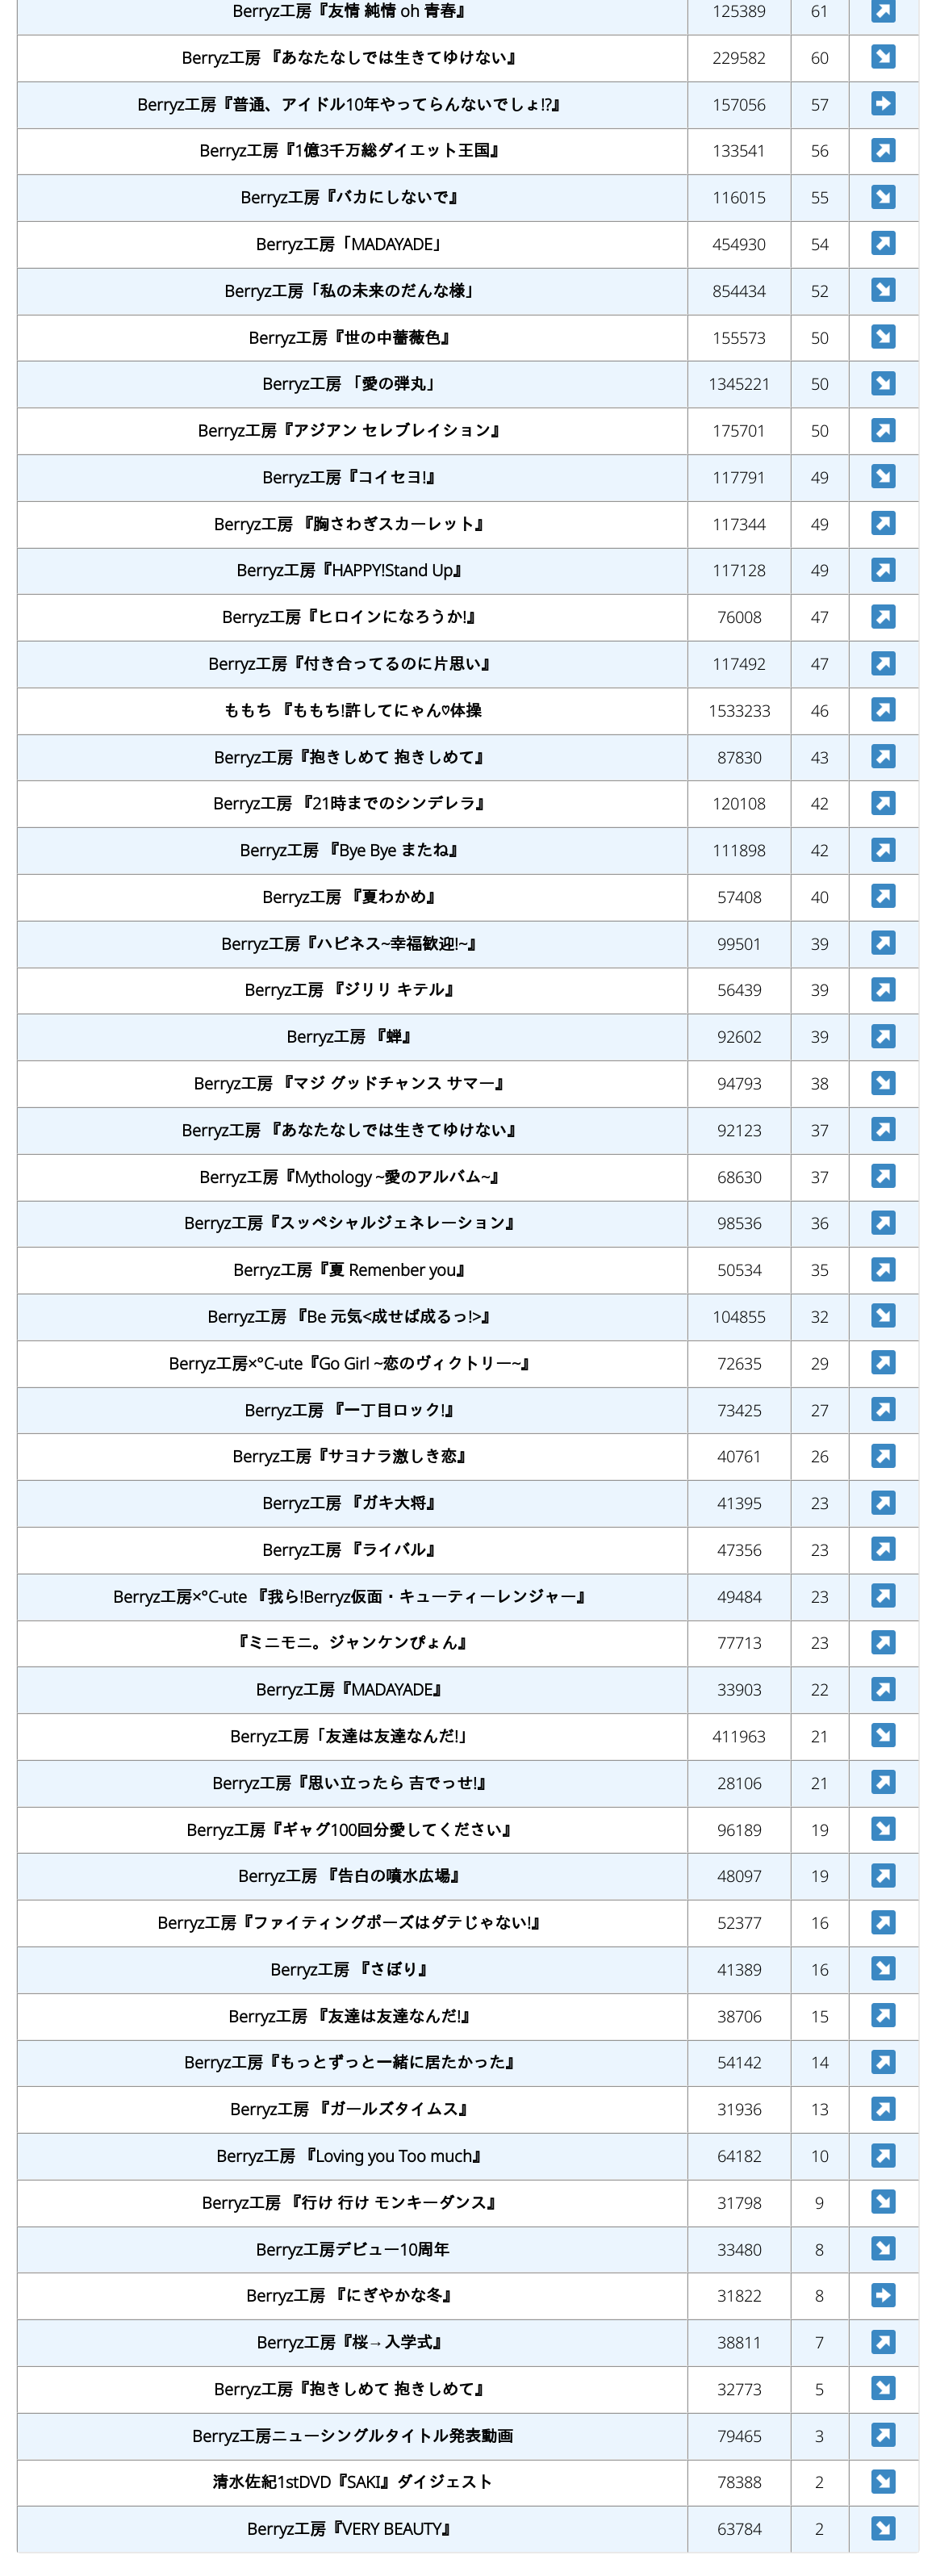 Berryz工房『友情 純情 oh 青春』 125389 61
Berryz工房 『あなたなしでは生きてゆけない』 229582 60
Berryz工房『普通、アイドル10年やってらんないでしょ!?』 157056 57
Berryz工房『1億3千万総ダイエット王国』 133541 56
Berryz工房『バカにしないで』 116015 55
Berryz工房「MADAYADE」 454930 54
Berryz工房「私の未来のだんな様」 854434 52
Berryz工房『世の中薔薇色』 155573 50
Berryz工房 「愛の弾丸」 1345221 50
Berryz工房『アジアン セレブレイション』 175701 50
Berryz工房『コイセヨ!』 117791 49
Berryz工房 『胸さわぎスカーレット』 117344 49
Berryz工房『HAPPY!Stand Up』 117128 49
Berryz工房『ヒロインになろうか!』 76008 47
Berryz工房『付き合ってるのに片思い』 117492 47
ももち 『ももち!許してにゃん♡体操 1533233 46
Berryz工房『抱きしめて 抱きしめて』 87830 43
Berryz工房 『21時までのシンデレラ』 120108 42
Berryz工房 『Bye Bye またね』 111898 42
Berryz工房 『夏わかめ』 57408 40
Berryz工房『ハピネス~幸福歓迎!~』 99501 39
Berryz工房 『ジリリ キテル』 56439 39
Berryz工房 『蝉』 92602 39
Berryz工房 『マジ グッドチャンス サマー』 94793 38
Berryz工房 『あなたなしでは生きてゆけない』 92123 37
Berryz工房『Mythology ~愛のアルバム~』 68630 37
Berryz工房『スッペシャルジェネレーション』 98536 36
Berryz工房『夏 Remenber you』 50534 35
Berryz工房 『Be 元気<成せば成るっ!>』 104855 32
Berryz工房×°C-ute『Go Girl ~恋のヴィクトリー~』 72635 29
Berryz工房 『一丁目ロック!』 73425 27
Berryz工房『サヨナラ激しき恋』 40761 26
Berryz工房 『ガキ大将』 41395 23
Berryz工房 『ライバル』 47356 23
Berryz工房×°C-ute 『我ら!Berryz仮面・キューティーレンジャー』 49484 23
『ミニモニ。ジャンケンぴょん』 77713 23
Berryz工房『MADAYADE』 33903 22
Berryz工房「友達は友達なんだ!」 411963 21
Berryz工房『思い立ったら 吉でっせ!』 28106 21
Berryz工房『ギャグ100回分愛してください』 96189 19
Berryz工房 『告白の噴水広場』 48097 19
Berryz工房『ファイティングポーズはダテじゃない!』 52377 16
Berryz工房 『さぼり』 41389 16
Berryz工房 『友達は友達なんだ!』 38706 15
Berryz工房『もっとずっと一緒に居たかった』 54142 14
Berryz工房 『ガールズタイムス』 31936 13
Berryz工房 『Loving you Too much』 64182 10
Berryz工房 『行け 行け モンキーダンス』 31798 9
Berryz工房デビュー10周年 33480 8
Berryz工房 『にぎやかな冬』 31822 8
Berryz工房『桜→入学式』 38811 7
Berryz工房『抱きしめて 抱きしめて』 32773 5
Berryz工房ニューシングルタイトル発表動画 79465 3
清水佐紀1stDVD『SAKI』ダイジェスト 78388 2
Berryz工房『VERY BEAUTY』 63784 2